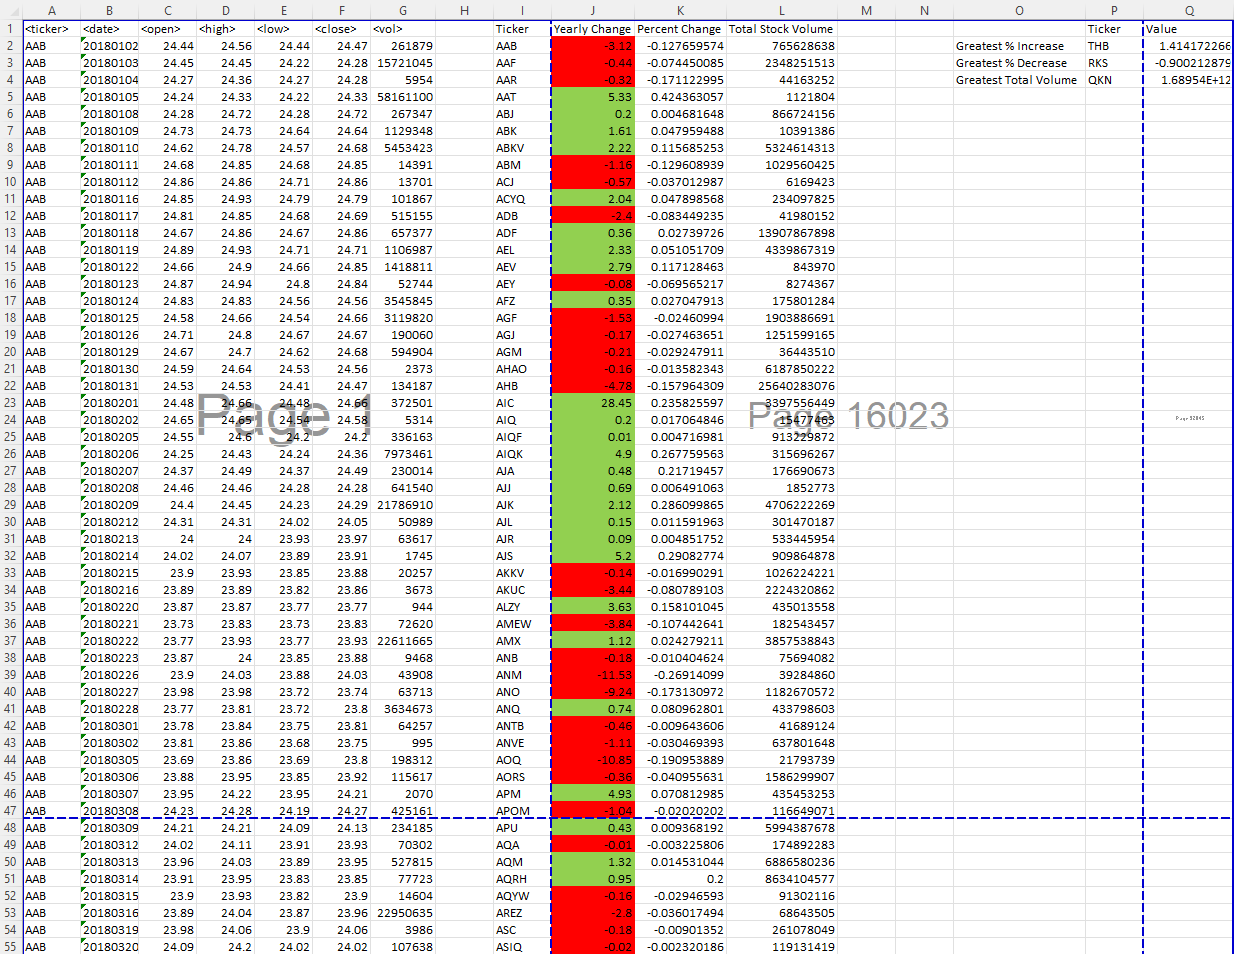 A B C D E F G H I J K L M N O P Q
1 <ticker> <date> <open> <high> <low> <close> <vol> Ticker Yearly Change Percent Change Total Stock Volume Ticker Value
2 AAB 20180102 24.44 24.56 24.44 24.47 261879 AAB -3.12 -0.127659574 765628638 Greatest % Increase THB 1.414172266
3 AAB 20180103 24.45 24.45 24.22 24.28 15721045 AAF -0.44 -0.074450085 2348251513 Greatest % Decrease RKS -0.900212879
4 AAB 20180104 24.27 24.36 24.27 24.27 5954 AAR -0.32 -0.171122995 44163252 Greatest Total Volume QKN 1.68954E+12
5 AAB 20180105 24.24 24.33 24.22 24.33 58161100 AAT 5.33 0.424363057 1121804
6 AAB 20180108 24.28 24.72 24.28 24.72 267347 ABJ 0.2 0.004681648 866724156
7 AAB 20180109 24.73 24.73 24.64 24.64 1129348 ABK 1.61 0.047959488 10391386
8 AAB 20180110 24.62 24.78 24.57 24.68 5453423 ABKV 2.22 0.115685253 5324614313
9 AAB 20180111 24.68 24.85 24.68 24.85 14391 ABM -1.16 -0.129608939 1029560425
10 AAB 20180112 24.86 24.86 24.71 24.86 13701 ACJ -0.57 -0.037012987 6169423
11 AAB 20180116 24.85 24.93 24.79 24.79 101867 ACYQ 2.04 0.047898568 234097825
12 AAB 20180117 24.81 24.85 24.68 24.69 515155 ADB -2.4 -0.083449235 41980152
13 AAB 20180118 24.67 24.86 24.67 24.86 657377 ADF 0.36 0.02739726 13907867898
14 AAB 20180119 24.89 24.93 24.71 24.71 1106987 AEL 2.33 0.051051709 4339867319
15 AAB 20180122 24.66 24.9 24.66 24.85 1418811 AEV 2.79 0.117128463 843970
16 AAB 20180123 24.87 24.94 24.8 24.84 52744 AEY -0.08 -0.069565217 8274367
17 AAB 20180124 24.83 24.83 24.56 24.56 3545845 AFZ 0.35 0.027047913 175801284
18 AAB 20180125 24.58 24.66 24.54 24.66 3119820 AGF -1.53 -0.02460994 1903886691
19 AAB 20180126 24.71 24.8 24.67 24.67 190060 AGJ -0.17 -0.027463651 1251599165
20 AAB 20180129 24.67 24.7 24.62 24.68 594904 AGM -0.21 -0.029247911 36443510
21 AAB 20180130 24.59 24.64 24.53 24.56 2373 AHAO -0.16 -0.013582343 6187850222
22 AAB 20180131 24.53 24.53 24.41 24.47 134187 AHB -4.78 -0.157964309 25640283076
23 AAB 20180201 24.48 24.66 24.48 24.66 372501 AIC 28.45 0.235825597 3397556449
Page 1 Page 16023
24 AAB 20180202 24.65 24.65 24.54 24.58 5314 AIQ 0.2 0.017064846 15477463
25 AAB 20180205 24.55 24.6 24.2 24.2 336163 AIQF 0.01 0.004716981 913229872
26 AAB 20180206 24.25 24.43 24.24 24.36 7973461 AIQK 4.9 0.267759563 315696267
27 AAB 20180207 24.37 24.49 24.37 24.49 230014 AJA 0.48 0.21719457 176690673
28 AAB 20180208 24.46 24.46 24.28 24.28 641540 AJJ 0.69 0.006491063 1852773
29 AAB 20180209 24.4 24.45 24.23 24.29 21786910 AJK 2.12 0.286099865 4706222269
30 AAB 20180212 24.31 24.31 24.02 24.05 50989 AJL 0.15 0.011591963 301470187
31 AAB 20180213 24 24 23.93 23.97 63617 AJR 0.09 0.004851752 533445954
32 AAB 20180214 24.02 24.07 23.89 23.91 1745 AJS 5.2 0.29082774 909864878
33 AAB 20180215 23.9 23.93 23.85 23.88 20257 AKKV -0.14 -0.016990291 1026224221
34 AAB 20180216 23.89 23.89 23.82 23.86 3673 AKUC -3.44 -0.080789103 2224320862
35 AAB 20180220 23.87 23.87 23.77 23.77 944 ALZY 3.63 0.158101045 435013558
36 AAB 20180221 23.73 23.83 23.73 23.83 72620 AMEW -3.84 -0.107442641 182543457
37 AAB 20180222 23.77 23.93 23.77 23.93 22611665 AMX 1.12 0.024279211 3857538843
38 AAB 20180223 23.87 24 23.85 23.88 9468 ANB -0.18 -0.010404624 75694082
39 AAB 20180226 23.9 24.03 23.88 24.03 43908 ANM -11.53 -0.26914099 39284860
40 AAB 20180227 23.98 23.98 23.72 23.74 63713 ANO -9.24 -0.173130972 1182670572
41 AAB 20180228 23.77 23.81 23.72 23.8 3634673 ANQ 0.74 0.080962801 433798603
42 AAB 20180301 23.78 23.84 23.75 23.81 64257 ANTB -0.46 -0.009643606 41689124
43 AAB 20180302 23.81 23.86 23.68 23.75 995 ANVE -1.11 -0.030469393 637801648
44 AAB 20180305 23.69 23.86 23.69 23.8 198312 AOQ -10.85 -0.190953889 21793739
45 AAB 20180306 23.88 23.95 23.85 23.92 115617 AORS -0.36 -0.040955631 1586299907
46 AAB 20180307 23.95 24.22 23.95 24.21 2070 APM 4.93 0.070812985 435453253
47 AAB 20180308 24.23 24.28 24.19 24.27 425161 APOM -1.04 -0.02020202 116649071
48 AAB 20180309 24.21 24.21 24.09 24.13 234185 APU 0.43 0.009368192 5994387678
49 AAB 20180312 24.02 24.11 23.91 23.93 70302 AQA -0.01 -0.003225806 174892283
50 AAB 20180313 23.96 24.03 23.89 23.95 527815 AQM 1.32 0.014531044 6886580236
51 AAB 20180314 23.91 23.95 23.83 23.85 77723 AQRH 0.95 0.2 8634104577
52 AAB 20180315 23.9 23.93 23.82 23.9 14604 AQYW -0.16 -0.02946593 91302116
53 AAB 20180316 23.89 24.04 23.87 23.96 22950635 AREZ -2.8 -0.036017494 68643505
54 AAB 20180319 23.98 24.06 23.9 24.06 3986 ASC -0.18 -0.00901352 261078049
55 AAB 20180320 24.09 24.2 24.02 24.02 107638 ASIQ -0.02 -0.002320186 119131419